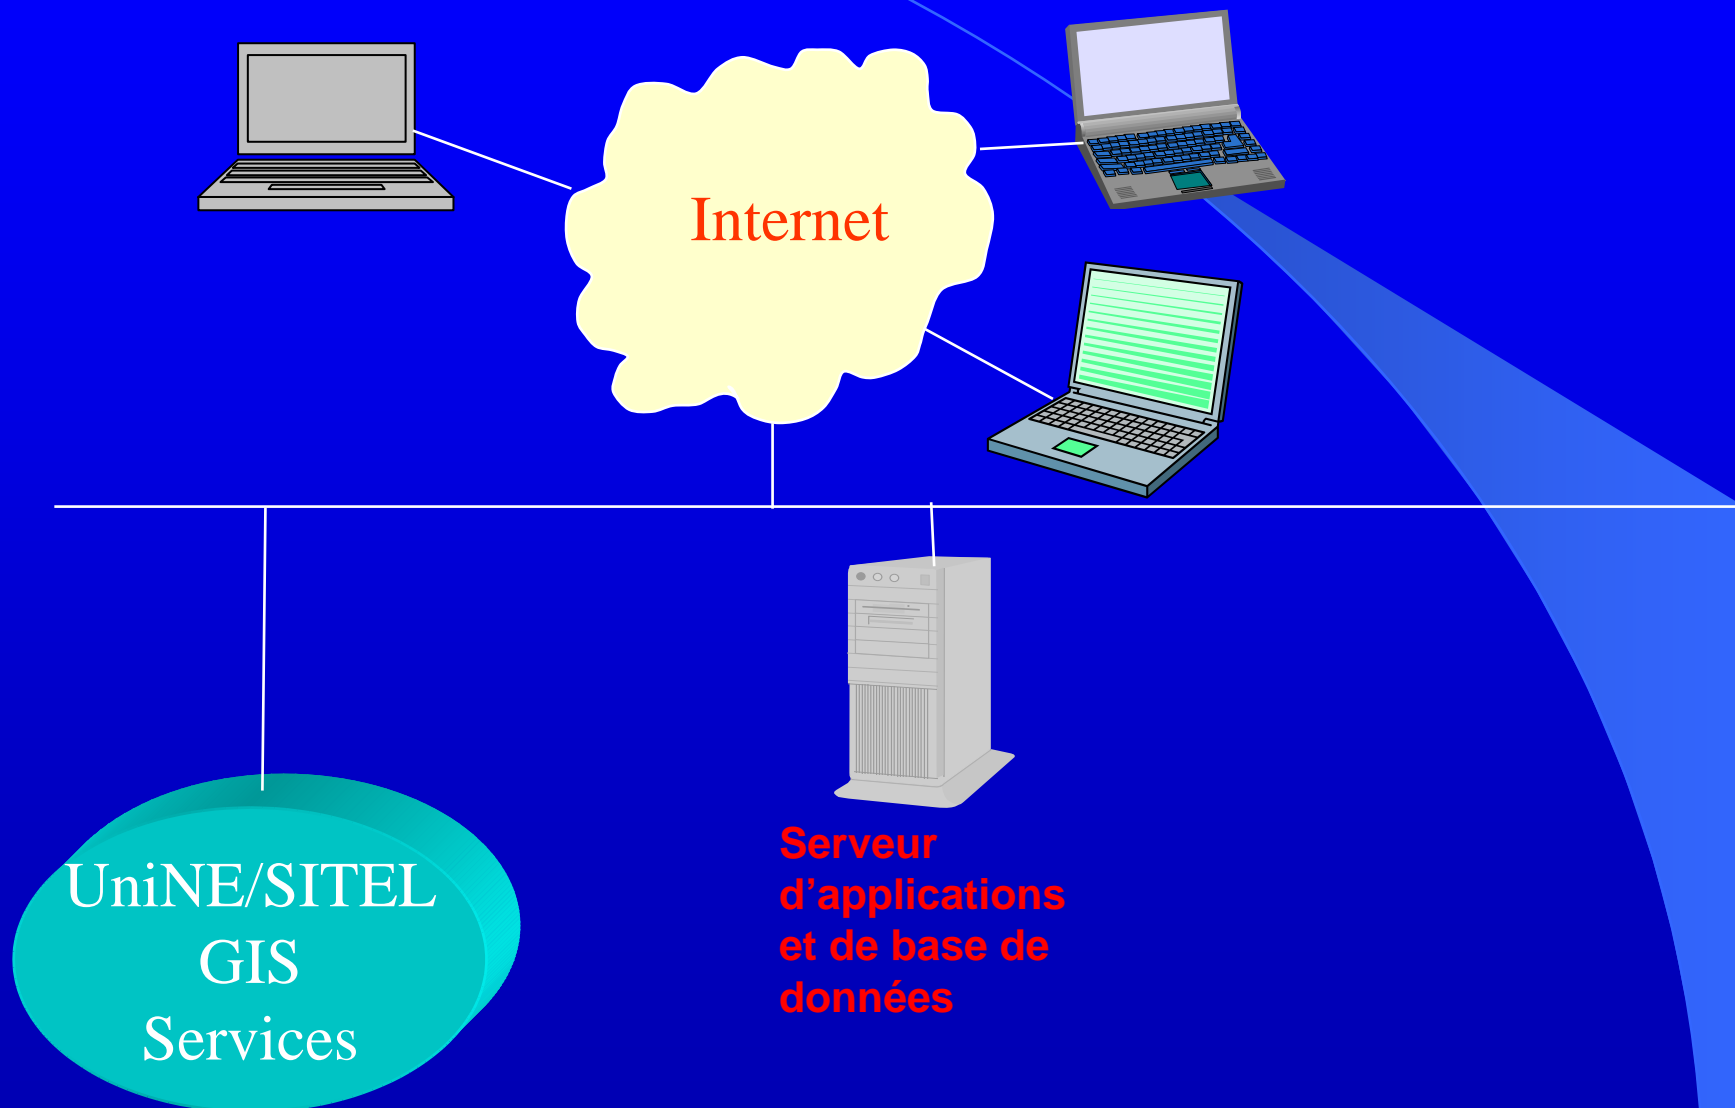 Internet
Serveur
d’applications
et de base de
données
UniNE/SITEL
GIS
Services